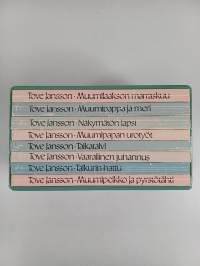 Tove Jansson • Muumilaakson marraskuu
Tove Jansson • Muumipappa ja meri
Tove Jansson • Näkymätön lapsi
Tove Jansson • Muumipapan urotyöt
Tove Jansson • Taikatalvi
Tove Jansson • Vaarallinen juhannus
Tove Jansson • Taikurin hattu
Tove Jansson • Muumipeikko ja pyrstötähti